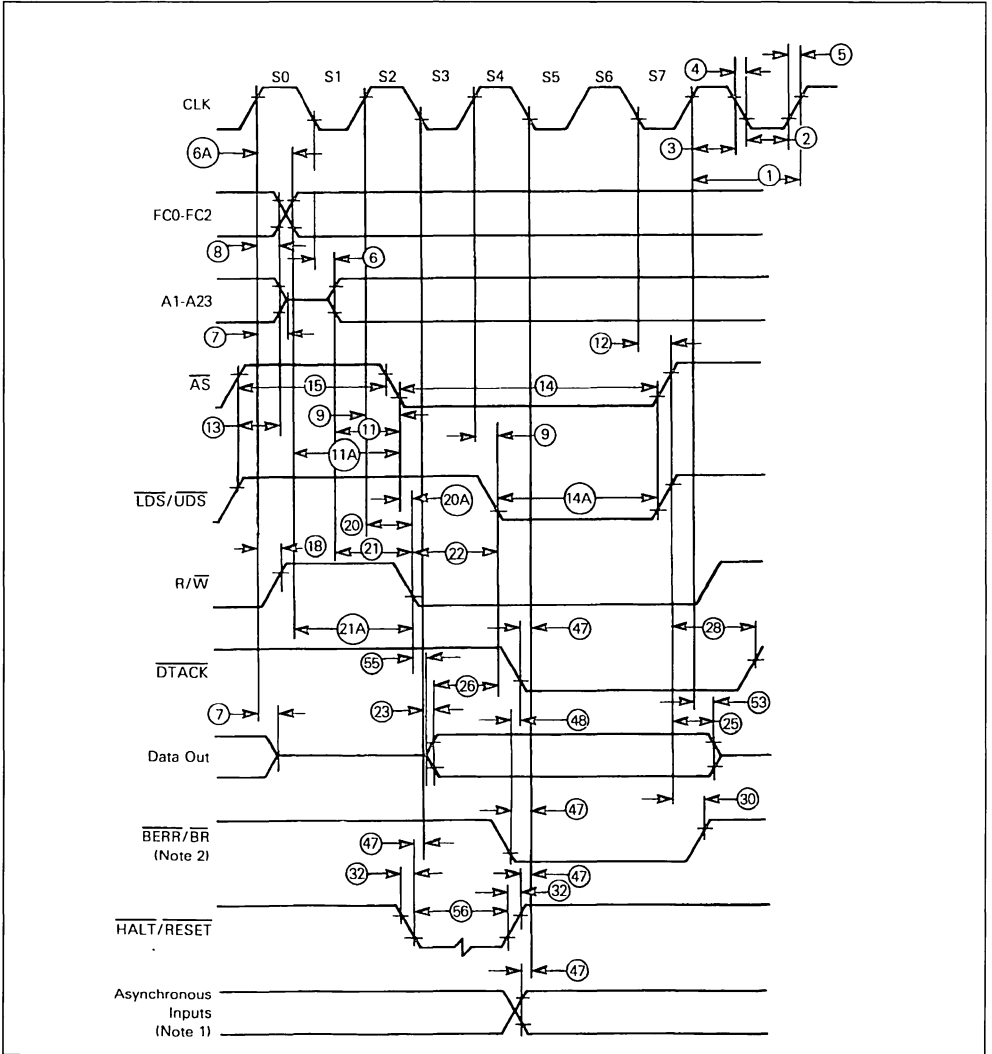 S0 S1 S2 S3 S4 S5 S6 S7 4 5
CLK
6A 3 2
1
FC0-FC2
8 6
A1-A23
7 12
AS
15 14
13 9 11 9
11A
LDS/UDS
20A 14A
20
18 21 22
R/W
21A 47 28
DTACK
55
26 53
7 23 48 25
Data Out
47 30
BERR/BR
(Note 2)
47
32 47
32
56
HALT/RESET
47
Asynchronous
Inputs
(Note 1)